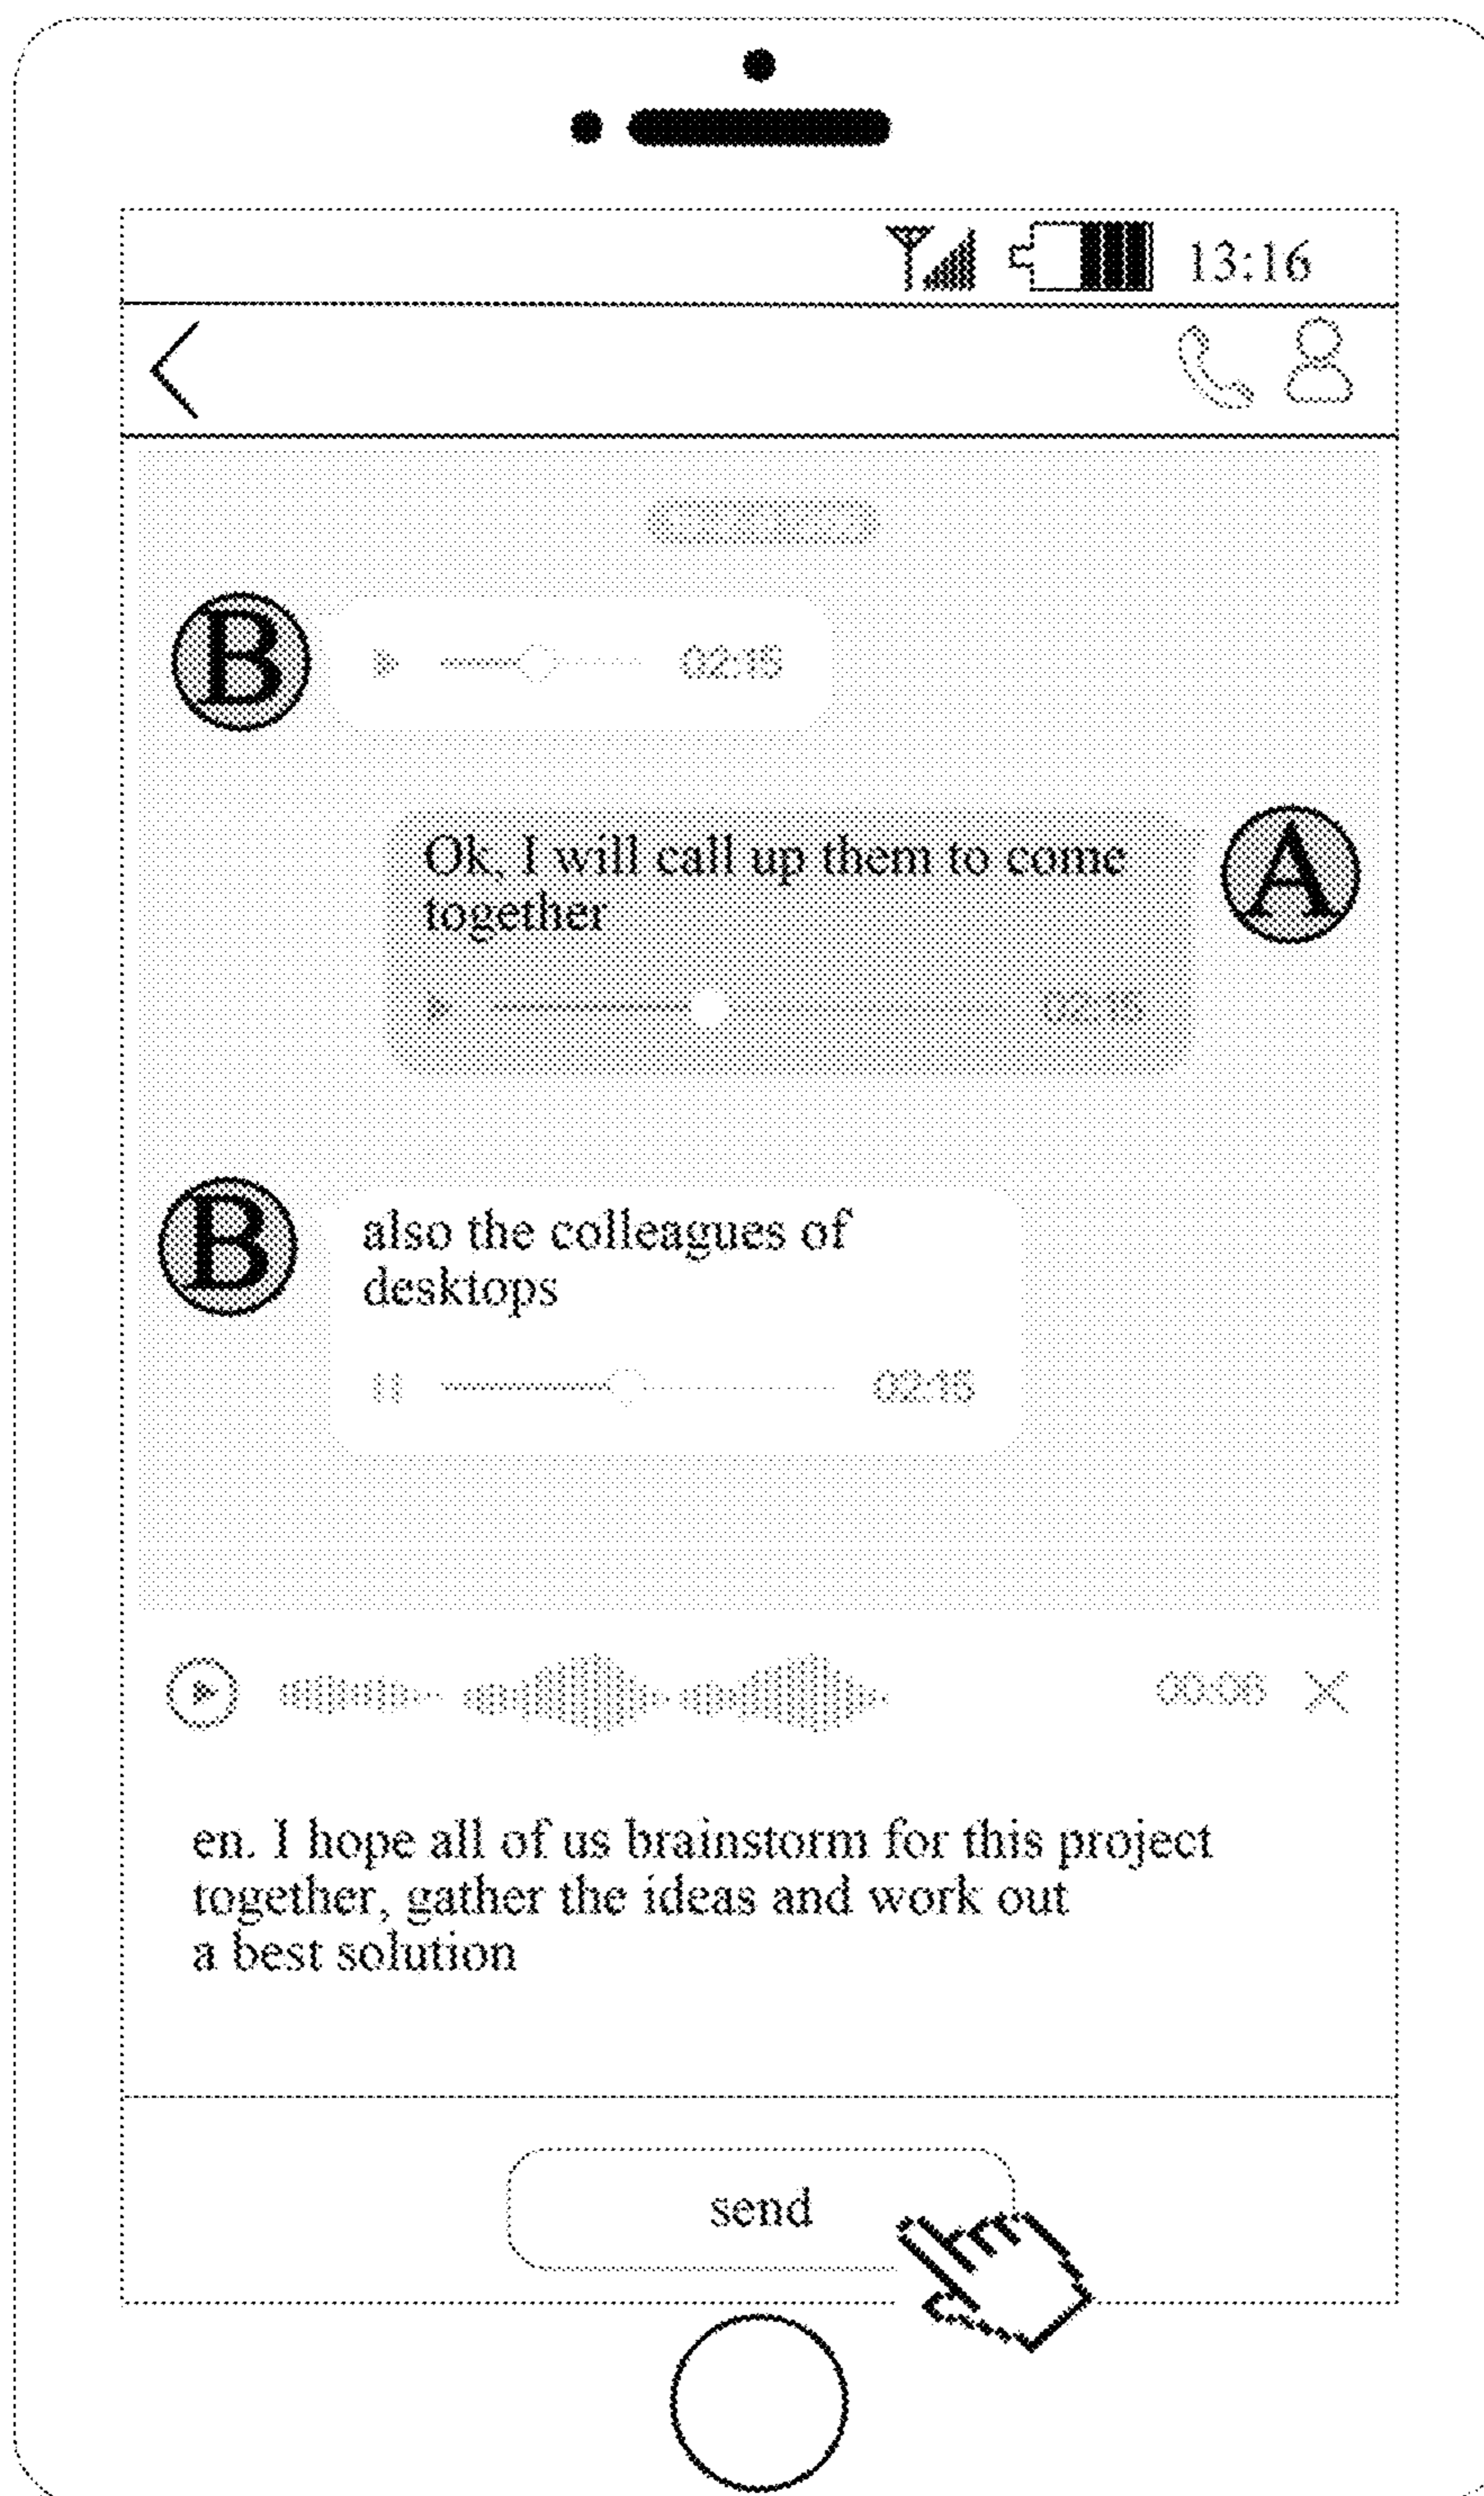 13:16
B
02:15
Ok, I will call up them to come
together
A
02:15
B
also the colleagues of
desktops
02:15
00:06
en. I hope all of us brainstorm for this project
together, gather the ideas and work out
a best solution
send